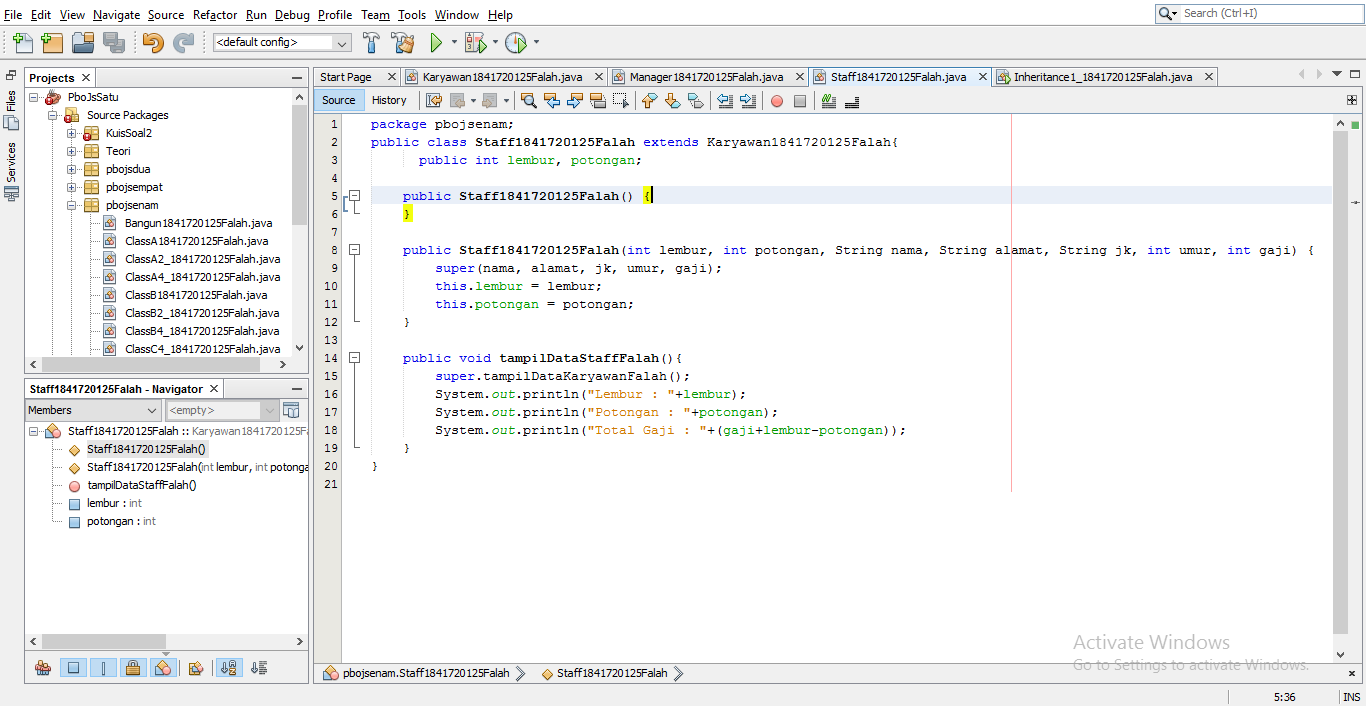 File Edit View Navigate Source Refactor Run Debug Profile Team Tools Window Help
Search (Ctrl+I)
<default config>
Projects
Files
Services
PboJsSatu
Source Packages
KuisSoal2
Teori
pbojsdua
pbojsempat
pbojsenam
Bangun1841720125Falah.java
ClassA1841720125Falah.java
ClassA2_1841720125Falah.java
ClassA4_1841720125Falah.java
ClassB1841720125Falah.java
ClassB2_1841720125Falah.java
ClassB4_1841720125Falah.java
ClassC4_1841720125Falah.java
Staff1841720125Falah - Navigator
Members <empty>
Staff1841720125Falah :: Karyawan1841720125F
Staff1841720125Falah()
Staff1841720125Falah(int lembur, int potonga
tampilDataStaffFalah()
lembur : int
potongan : int
Start Page Karyawan1841720125Falah.java Manager1841720125Falah.java Staff1841720125Falah.java Inheritance1_1841720125Falah.java
Source History
1 package pbojsenam;
2 public class Staff1841720125Falah extends Karyawan1841720125Falah{
3 public int lembur, potongan;
4
5 public Staff1841720125Falah() {
6 }
7
8 public Staff1841720125Falah(int lembur, int potongan, String nama, String alamat, String jk, int umur, int gaji) {
9 super(nama, alamat, jk, umur, gaji);
10 this.lembur = lembur;
11 this.potongan = potongan;
12 }
13
14 public void tampilDataStaffFalah(){
15 super.tampilDataKaryawanFalah();
16 System.out.println("Lembur : "+lembur);
17 System.out.println("Potongan : "+potongan);
18 System.out.println("Total Gaji : "+(gaji+lembur-potongan));
19 }
20 }
21
Activate Windows
Go to Settings to activate Windows.
pbojsenam.Staff1841720125Falah Staff1841720125Falah
5:36 INS